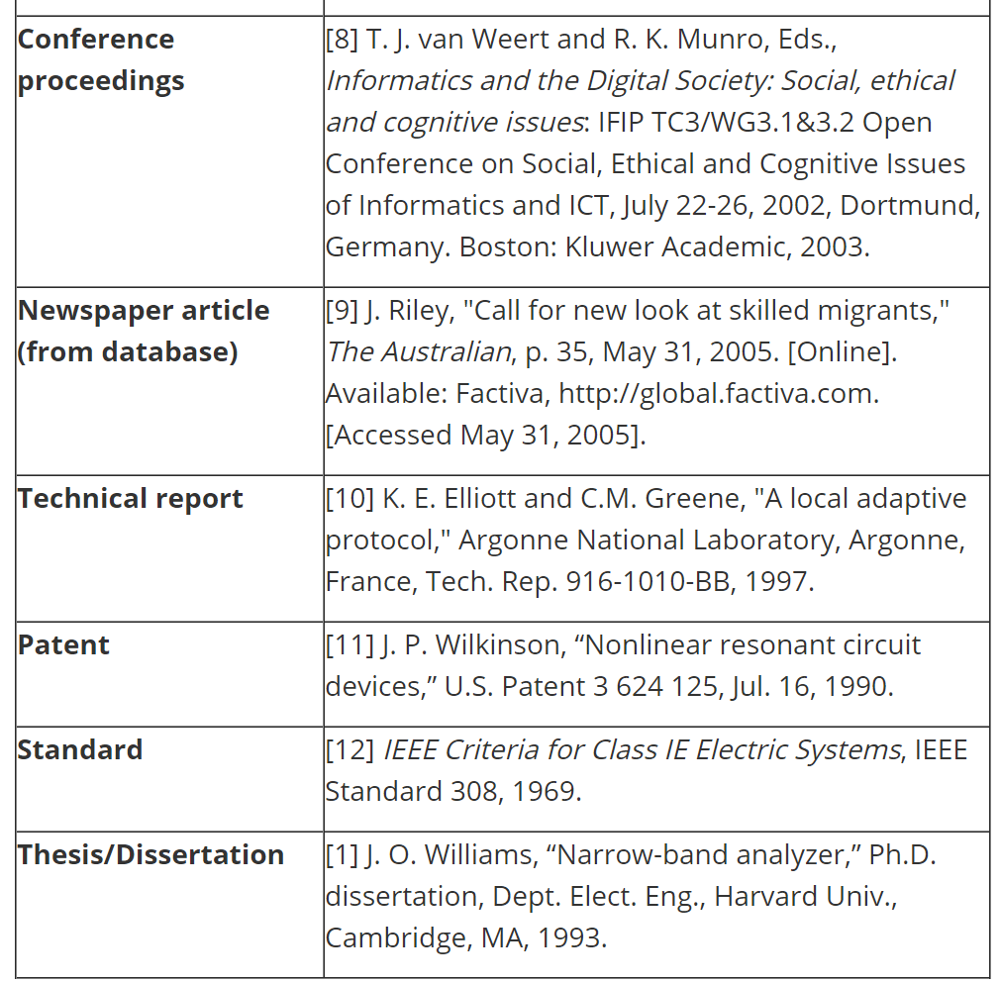 Conference
proceedings
[8] T. J. van Weert and R. K. Munro, Eds.,
Informatics and the Digital Society: Social, ethical
and cognitive issues: IFIP TC3/WG3.1&3.2 Open
Conference on Social, Ethical and Cognitive Issues
of Informatics and ICT, July 22-26, 2002, Dortmund,
Germany. Boston: Kluwer Academic, 2003.
Newspaper article
(from database)
[9] J. Riley, "Call for new look at skilled migrants,"
The Australian, p. 35, May 31, 2005. [Online].
Available: Factiva, http://global.factiva.com.
[Accessed May 31, 2005].
Technical report
[10] K. E. Elliott and C.M. Greene, "A local adaptive
protocol," Argonne National Laboratory, Argonne,
France, Tech. Rep. 916-1010-BB, 1997.
Patent
[11] J. P. Wilkinson, “Nonlinear resonant circuit
devices,” U.S. Patent 3 624 125, Jul. 16, 1990.
Standard
[12] IEEE Criteria for Class IE Electric Systems, IEEE
Standard 308, 1969.
Thesis/Dissertation
[1] J. O. Williams, “Narrow-band analyzer,” Ph.D.
dissertation, Dept. Elect. Eng., Harvard Univ.,
Cambridge, MA, 1993.